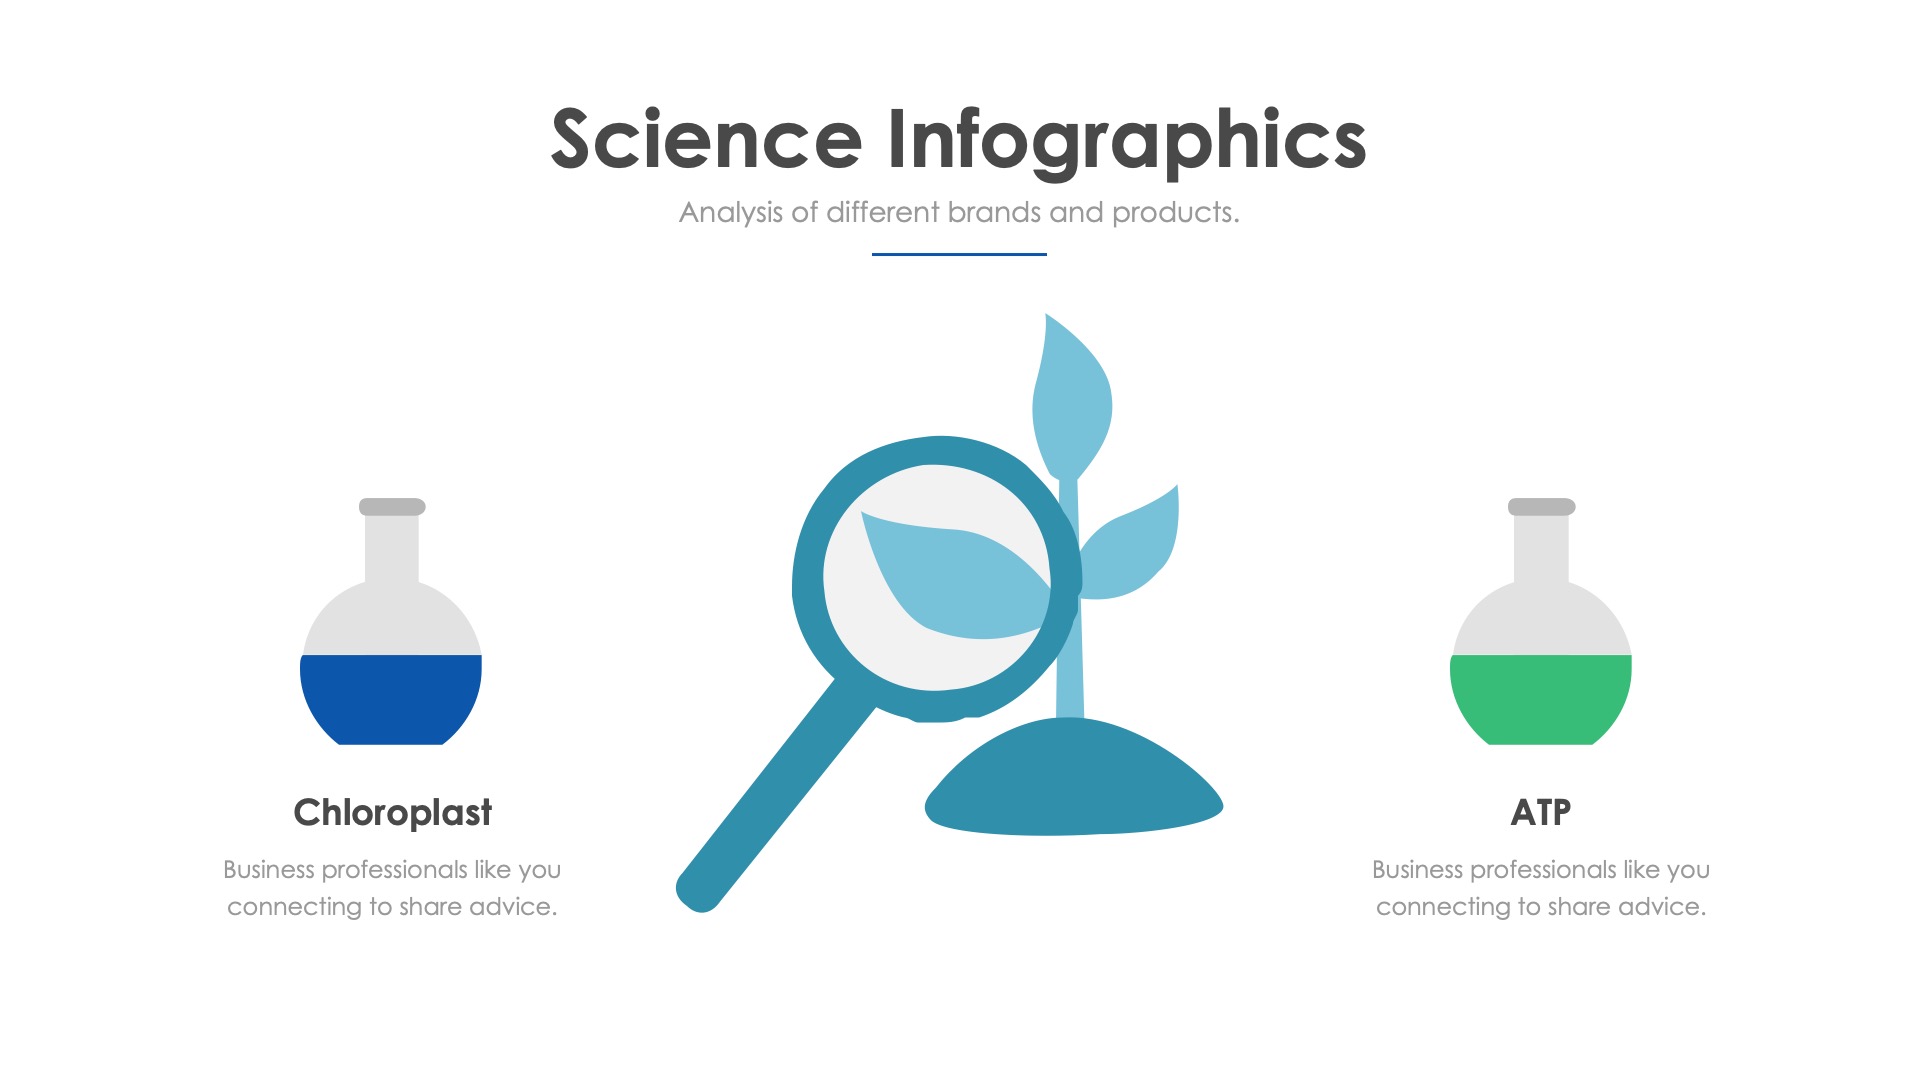 Science Infographics
Analysis of different brands and products.
Chloroplast
Business professionals like you
connecting to share advice.
ATP
Business professionals like you
connecting to share advice.